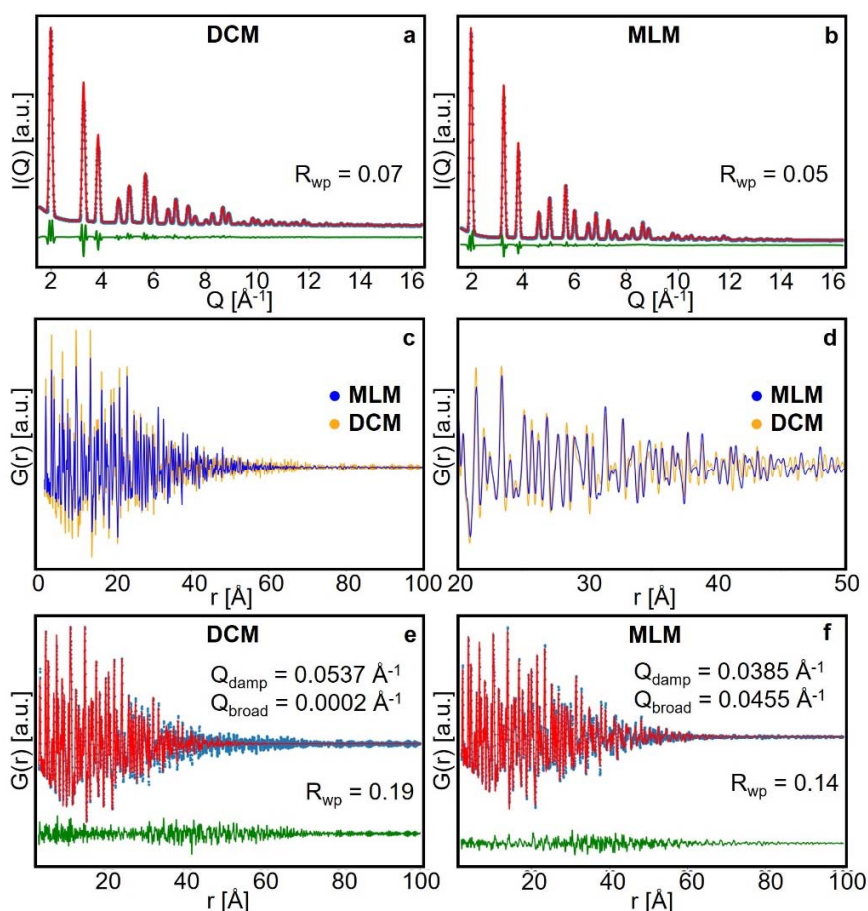 DCM a
I(Q) [a.u.]
R_wp = 0.07
2 4 6 8 10 12 14 16
Q [Å⁻¹]
MLM b
I(Q) [a.u.]
R_wp = 0.05
2 4 6 8 10 12 14 16
Q [Å⁻¹]
c
G(r) [a.u.]
MLM
DCM
0 20 40 60 80 100
r [Å]
d
G(r) [a.u.]
MLM
DCM
20 30 40 50
r [Å]
DCM e
G(r) [a.u.]
Q_damp = 0.0537 Å⁻¹
Q_broad = 0.0002 Å⁻¹
R_wp = 0.19
20 40 60 80 100
r [Å]
MLM f
G(r) [a.u.]
Q_damp = 0.0385 Å⁻¹
Q_broad = 0.0455 Å⁻¹
R_wp = 0.14
20 40 60 80 100
r [Å]